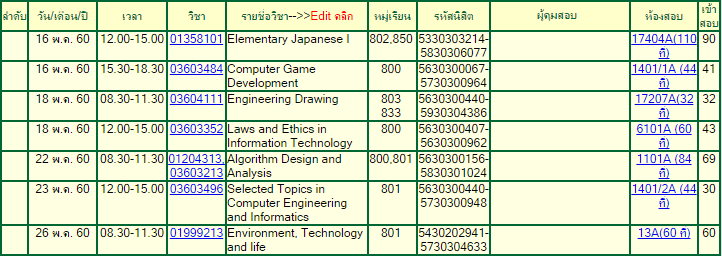 ลำดับ วัน/เดือน/ปี เวลา วิชา รายชื่อวิชา-->>Edit คลิก หมู่เรียน รหัสนิสิต ผู้คุมสอบ ห้องสอบ เข้า
สอบ
16 พ.ค. 60 12.00-15.00 01358101 Elementary Japanese I 802,850 5330303214- 17404A(110 90
5830306077 ที่)
16 พ.ค. 60 15.30-18.30 03603484 Computer Game 800 5630300067- 1401/1A (44 41
Development 5730300964 ที่)
18 พ.ค. 60 08.30-11.30 03604111 Engineering Drawing 803 5630300440- 17207A(32 32
833 5930304386 ที่)
18 พ.ค. 60 12.00-15.00 03603352 Laws and Ethics in 800 5630300407- 6101A (60 43
Information Technology 5630300962 ที่)
22 พ.ค. 60 08.30-11.30 01204313, Algorithm Design and 800,801 5630300156- 1101A (84 69
03603213 Analysis 5830301024 ที่)
23 พ.ค. 60 12.00-15.00 03603496 Selected Topics in 801 5630300440- 1401/2A (44 30
Computer Engineering 5730300948 ที่)
and Informatics
26 พ.ค. 60 08.30-11.30 01999213 Environment, Technology 801 5430202941- 13A(60 ที่) 60
and life 5730304633